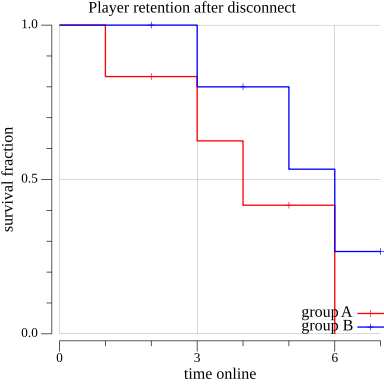 Player retention after disconnect
1.0
0.5
0.0
survival fraction
0
3
6
time online
group A
group B